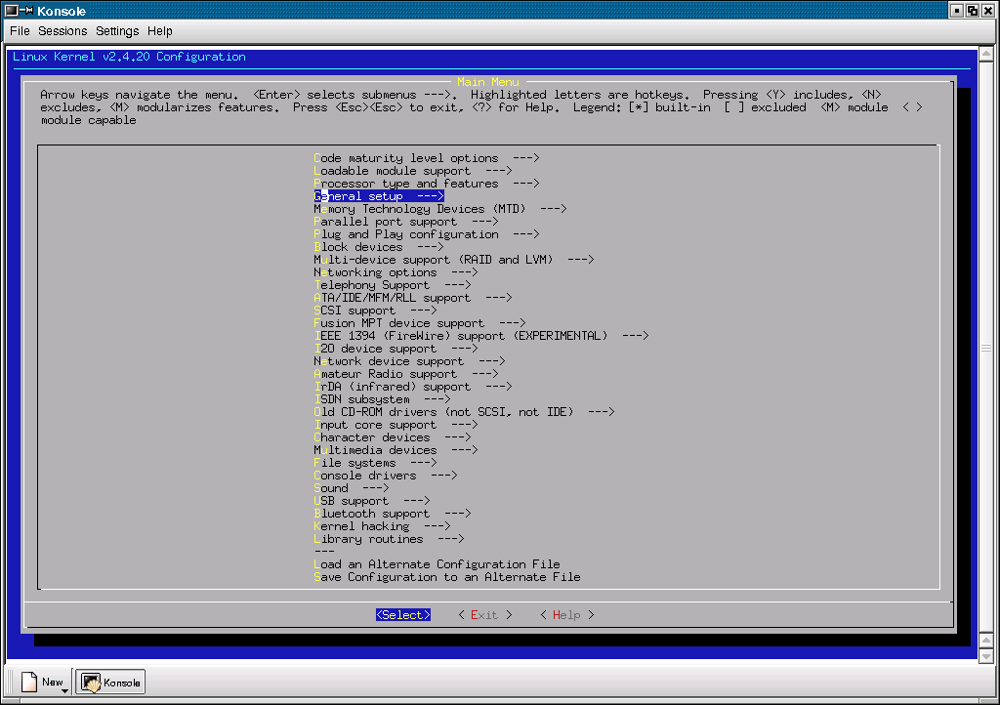 Konsole
File Sessions Settings Help
Linux Kernel v2.4.20 Configuration
Main Menu
Arrow keys navigate the menu. <Enter> selects submenus --->. Highlighted letters are hotkeys. Pressing <Y> includes, <N>
excludes, <M> modularizes features. Press <Esc><Esc> to exit, <?> for Help. Legend: [*] built-in [ ] excluded <M> module < >
module capable
Code maturity level options --->
Loadable module support --->
Processor type and features --->
General setup --->
Memory Technology Devices (MTD) --->
Parallel port support --->
Plug and Play configuration --->
Block devices --->
Multi-device support (RAID and LVM) --->
Networking options --->
Telephony Support --->
ATA/IDE/MFM/RLL support --->
SCSI support --->
Fusion MPT device support --->
IEEE 1394 (FireWire) support (EXPERIMENTAL) --->
I2O device support --->
Network device support --->
Amateur Radio support --->
IrDA (infrared) support --->
ISDN subsystem --->
Old CD-ROM drivers (not SCSI, not IDE) --->
Input core support --->
Character devices --->
Multimedia devices --->
File systems --->
Console drivers --->
Sound --->
USB support --->
Bluetooth support --->
Kernel hacking --->
Library routines --->
---
Load an Alternate Configuration File
Save Configuration to an Alternate File
<Select> < Exit > < Help >
New Konsole